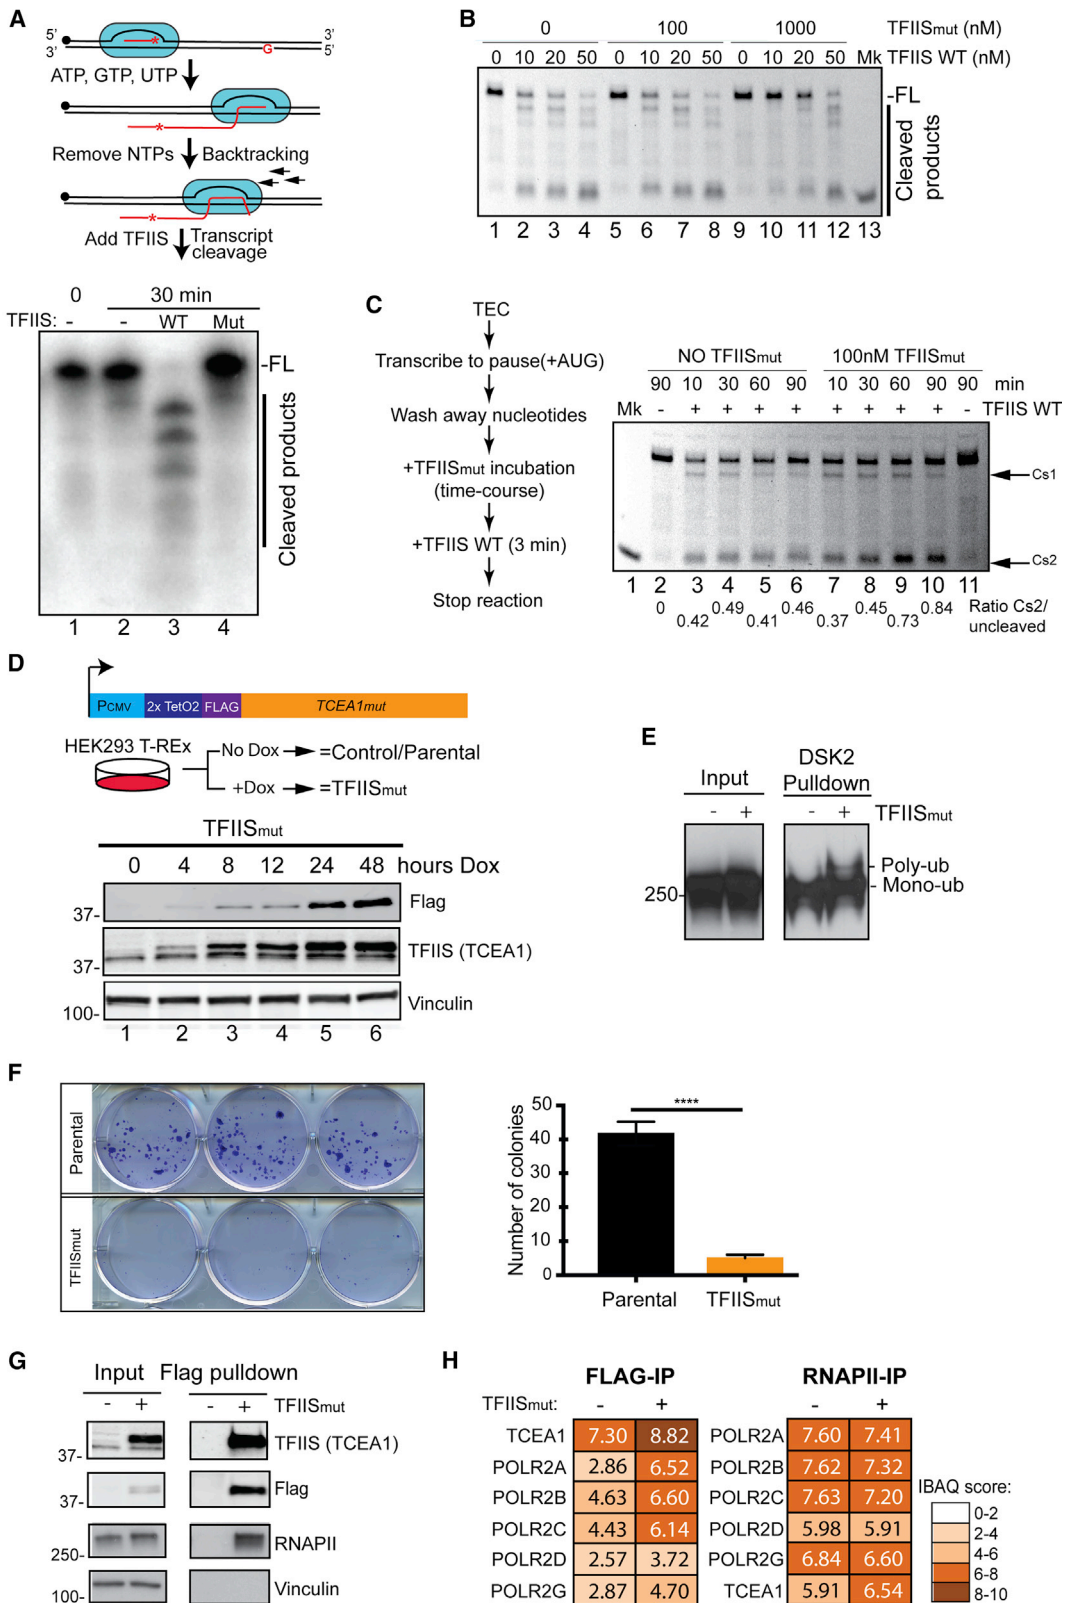 A
5'
3'
3'
5'
G
*
ATP, GTP, UTP
*
Remove NTPs
Backtracking
*
Add TFIIS
Transcript
cleavage
0
30 min
TFIIS:
- - WT Mut
-FL
Cleaved products
1 2 3 4
B
0 100 1000 TFIISmut (nM)
0 10 20 50 0 10 20 50 0 10 20 50 Mk TFIIS WT (nM)
-FL
Cleaved
products
1 2 3 4 5 6 7 8 9 10 11 12 13
C
TEC
Transcribe to pause(+AUG)
Wash away nucleotides
+TFIISmut incubation
(time-course)
+TFIIS WT (3 min)
Stop reaction
NO TFIISmut 100nM TFIISmut
90 10 30 60 90 10 30 60 90 90 min
Mk - + + + + + + + + - TFIIS WT
Cs1
Cs2
1 2 3 4 5 6 7 8 9 10 11
0 0.42 0.49 0.41 0.46 0.37 0.45 0.73 0.84 Ratio Cs2/
uncleaved
D
PCMV 2x TetO2 FLAG TCEA1mut
HEK293 T-REx
No Dox =Control/Parental
+Dox =TFIISmut
TFIISmut
0 4 8 12 24 48 hours Dox
37- Flag
37- TFIIS (TCEA1)
100- Vinculin
1 2 3 4 5 6
E
Input
DSK2
Pulldown
- + - + TFIISmut
250-
- Poly-ub
- Mono-ub
F
Parental
TFIISmut
Number of colonies
50
40
30
20
10
0
****
Parental TFIISmut
G
Input Flag pulldown
- + - + TFIISmut
37- TFIIS (TCEA1)
37- Flag
250- RNAPII
100- Vinculin
H
FLAG-IP RNAPII-IP
TFIISmut: - + - +
TCEA1 7.30 8.82 POLR2A 7.60 7.41
POLR2A 2.86 6.52 POLR2B 7.62 7.32
POLR2B 4.63 6.60 POLR2C 7.63 7.20
POLR2C 4.43 6.14 POLR2D 5.98 5.91
POLR2D 2.57 3.72 POLR2G 6.84 6.60
POLR2G 2.87 4.70 TCEA1 5.91 6.54
IBAQ score:
0-2
2-4
4-6
6-8
8-10